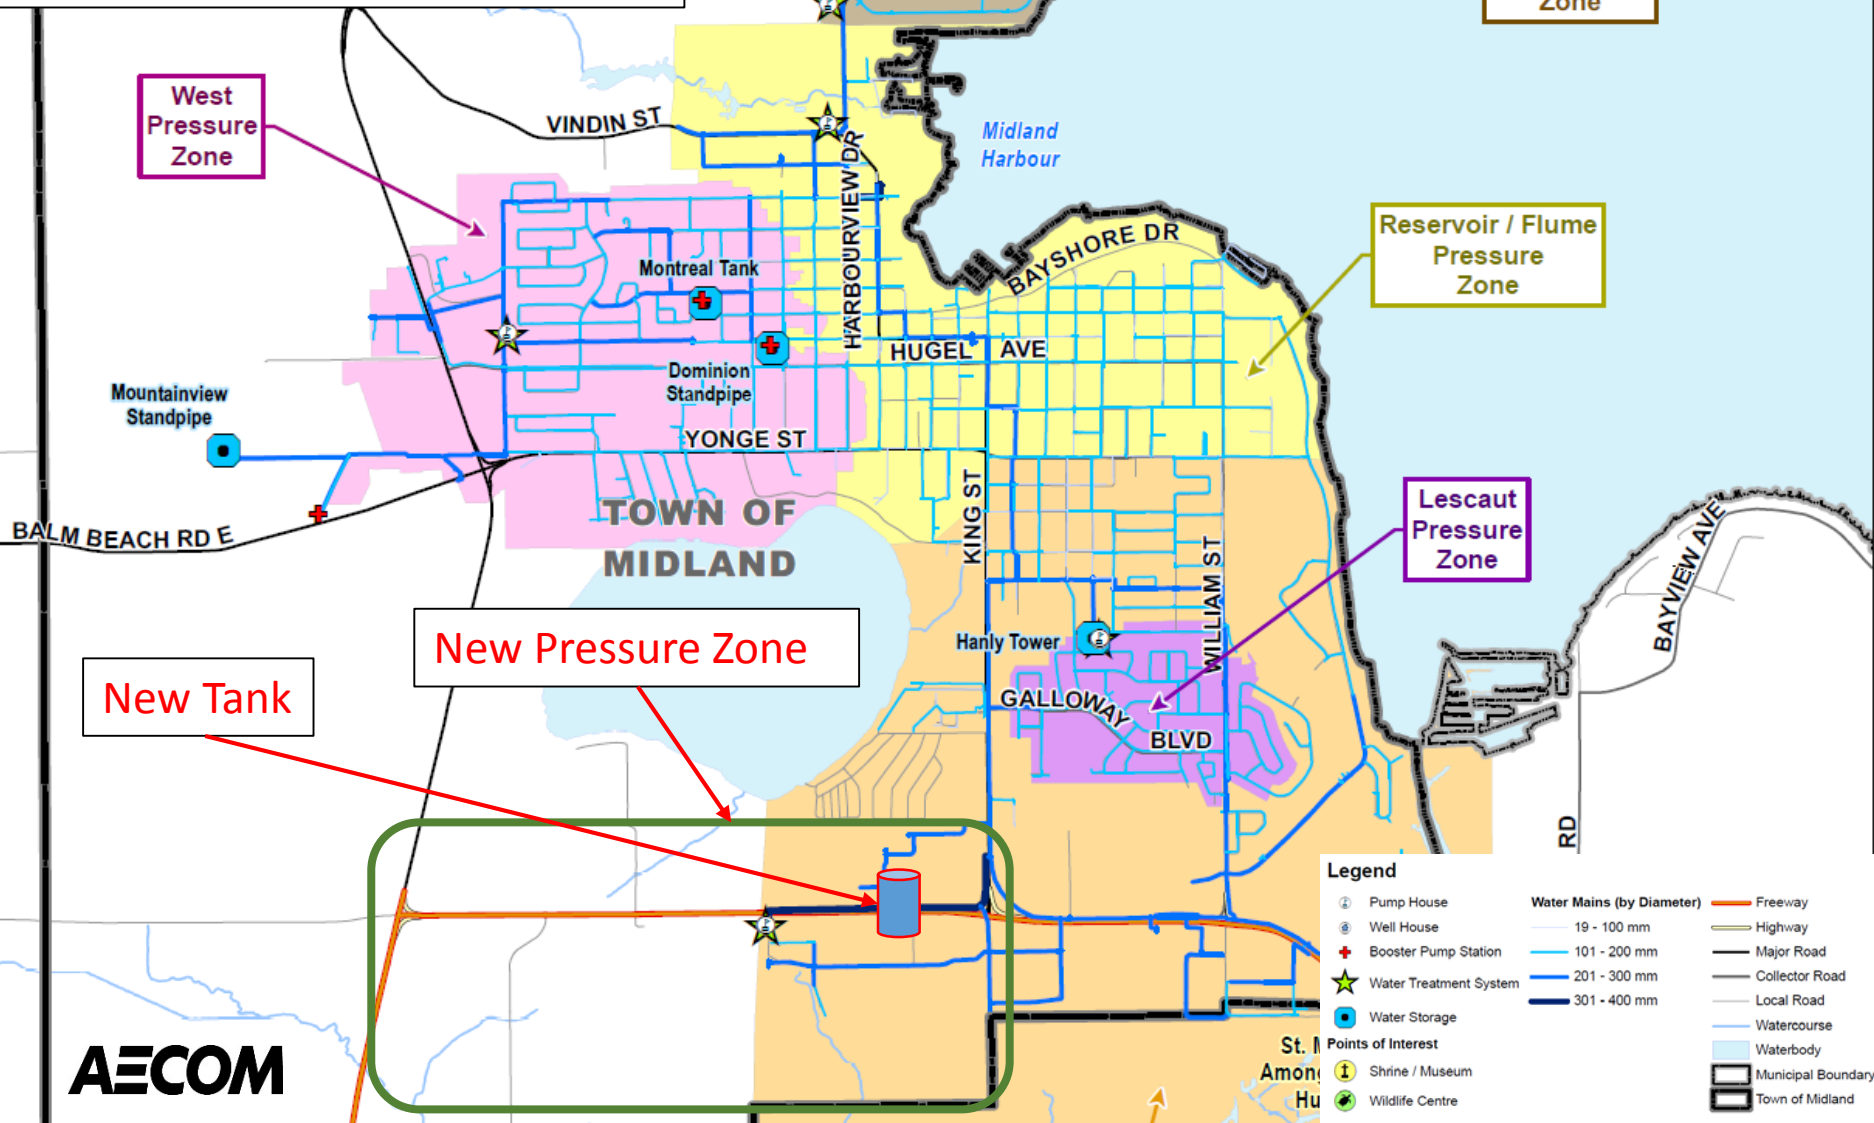 Zone
West
Pressure
Zone
VINDIN ST
HARBOURVIEW DR
Midland
Harbour
BAYSHORE DR
Reservoir / Flume
Pressure
Zone
Montreal Tank
HUGEL AVE
Dominion
Standpipe
Mountainview
Standpipe
YONGE ST
BALM BEACH RD E
TOWN OF
MIDLAND
KING ST
Lescaut
Pressure
Zone
BAYVIEW AVE
WILLIAM ST
Hanly Tower
New Pressure Zone
New Tank
GALLOWAY
BLVD
RD
AECOM
St.
Among
Hu
Legend
Pump House
Well House
Booster Pump Station
Water Treatment System
Water Storage
Points of Interest
Shrine / Museum
Wildlife Centre
Water Mains (by Diameter)
19 - 100 mm
101 - 200 mm
201 - 300 mm
301 - 400 mm
Freeway
Highway
Major Road
Collector Road
Local Road
Watercourse
Waterbody
Municipal Boundary
Town of Midland